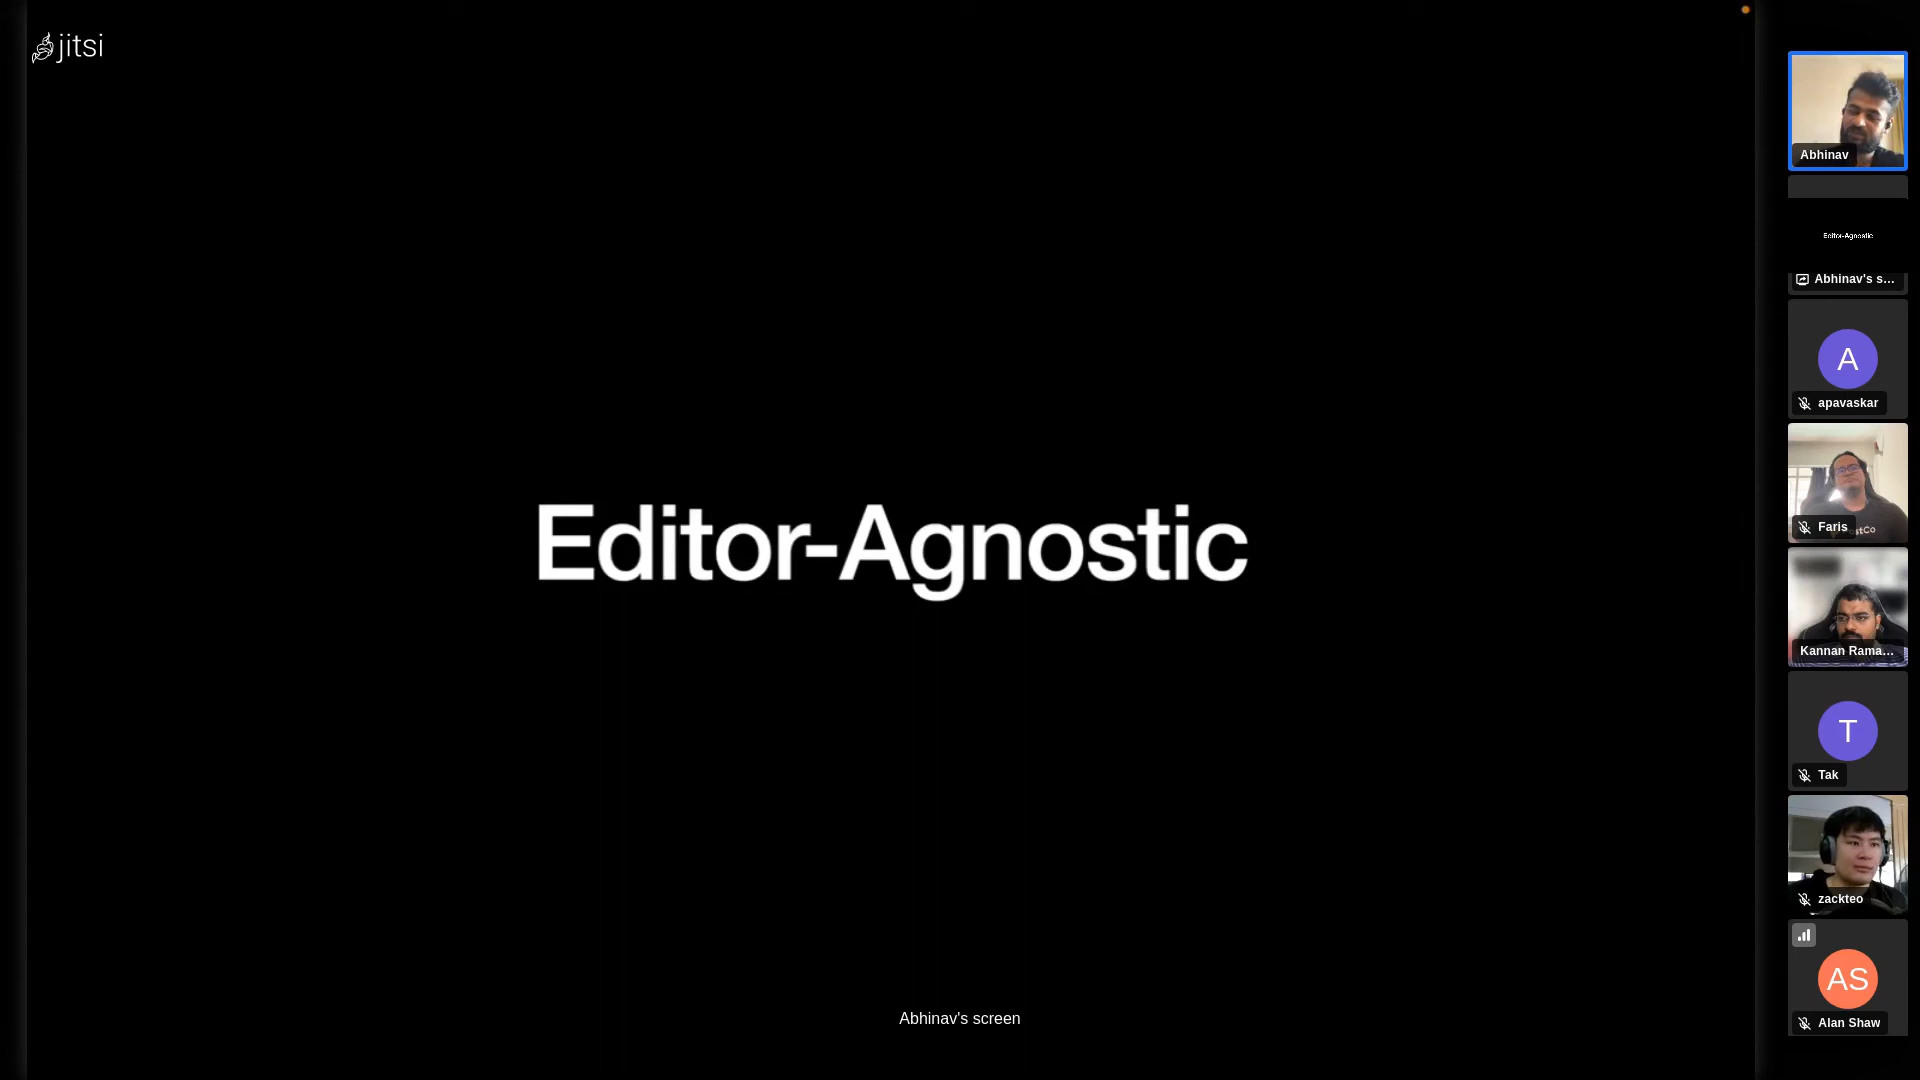 jitsi
Editor-Agnostic
Abhinav's screen
Abhinav
Editor-Agnostic
Abhinav's s...
A
apavaskar
Faris
Kannan Rama...
T
Tak
zackteo
AS
Alan Shaw